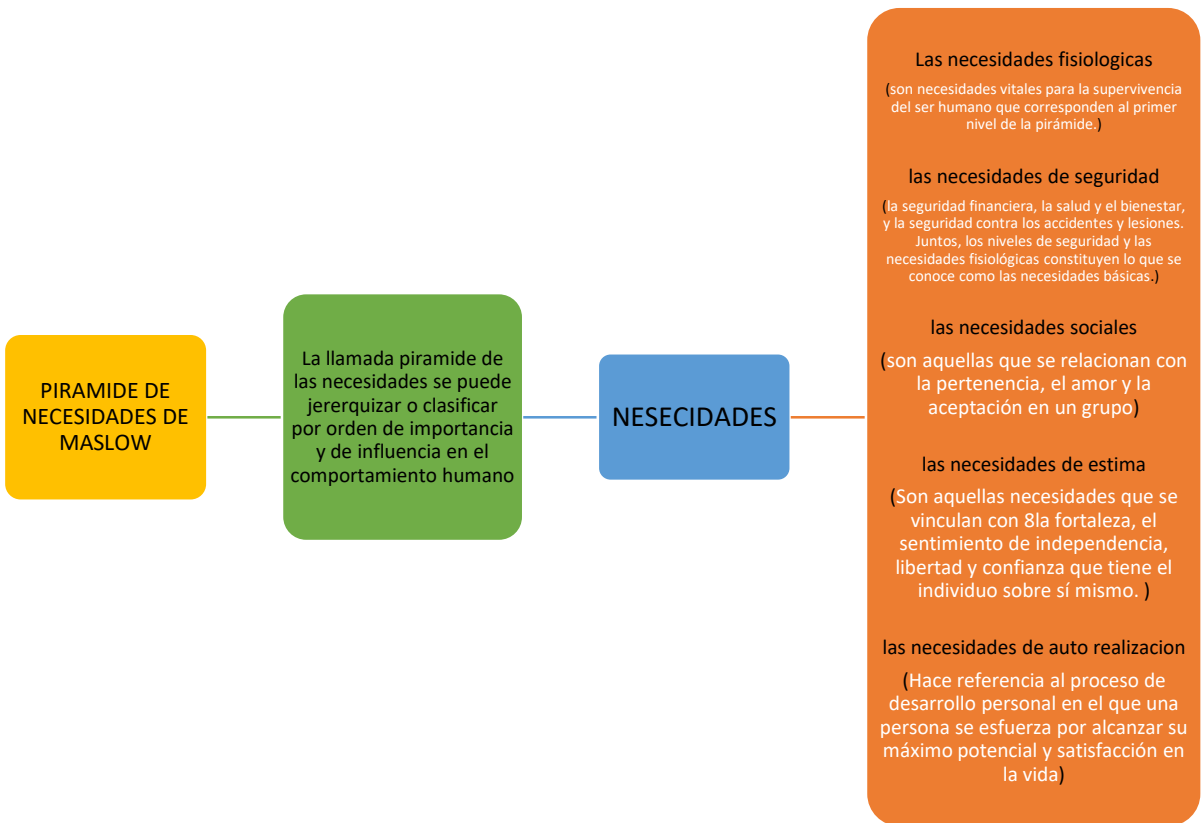 PIRAMIDE DE
NECESIDADES DE
MASLOW
La llamada piramide de
las necesidades se puede
jererquizar o clasificar
por orden de importancia
y de influencia en el
comportamiento humano
NESECIDADES
Las necesidades fisiologicas
(son necesidades vitales para la supervivencia
del ser humano que corresponden al primer
nivel de la pirámide.)
las necesidades de seguridad
(la seguridad financiera, la salud y el bienestar,
y la seguridad contra los accidentes y lesiones.
Juntos, los niveles de seguridad y las
necesidades fisiológicas constituyen lo que se
conoce como las necesidades básicas.)
las necesidades sociales
(son aquellas que se relacionan con
la pertenencia, el amor y la
aceptación en un grupo)
las necesidades de estima
(Son aquellas necesidades que se
vinculan con 8la fortaleza, el
sentimiento de independencia,
libertad y confianza que tiene el
individuo sobre sí mismo. )
las necesidades de auto realizacion
(Hace referencia al proceso de
desarrollo personal en el que una
persona se esfuerza por alcanzar su
máximo potencial y satisfacción en
la vida)